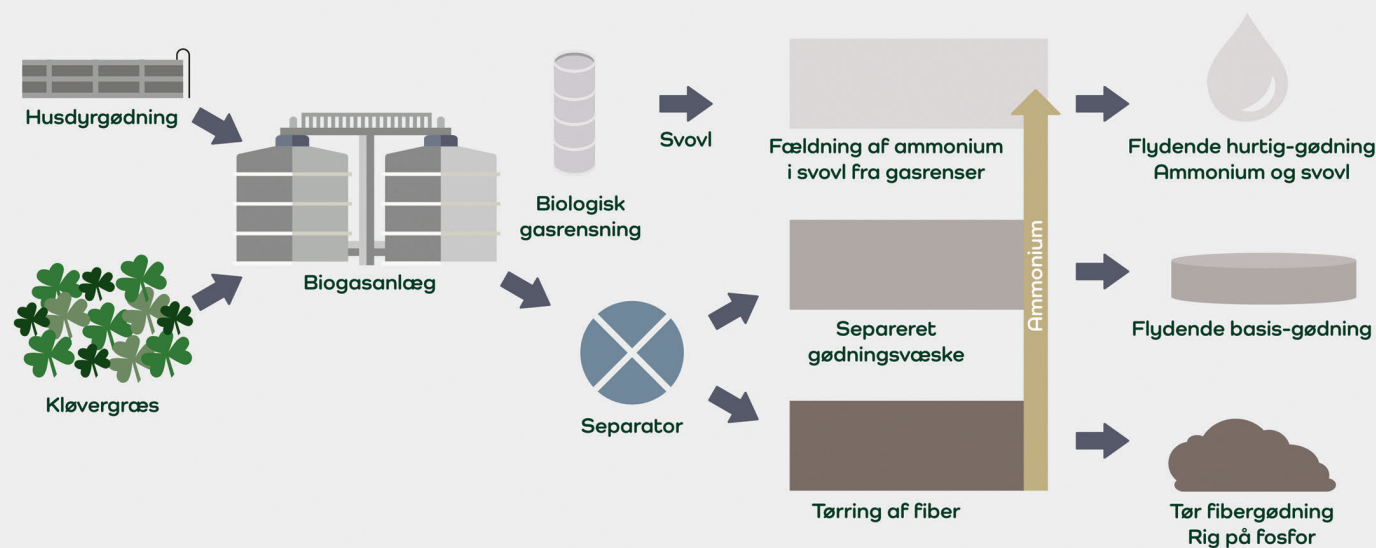 Husdyrgødning
Kløvergræs
Biogasanlæg
Biologisk
gasrensning
Separator
Svovl
Fældning af ammonium
i svovl fra gasrenser
Separeret
gødningsvæske
Tørring af fiber
Ammonium
Flydende hurtig-gødning
Ammonium og svovl
Flydende basis-gødning
Tør fibergødning
Rig på fosfor